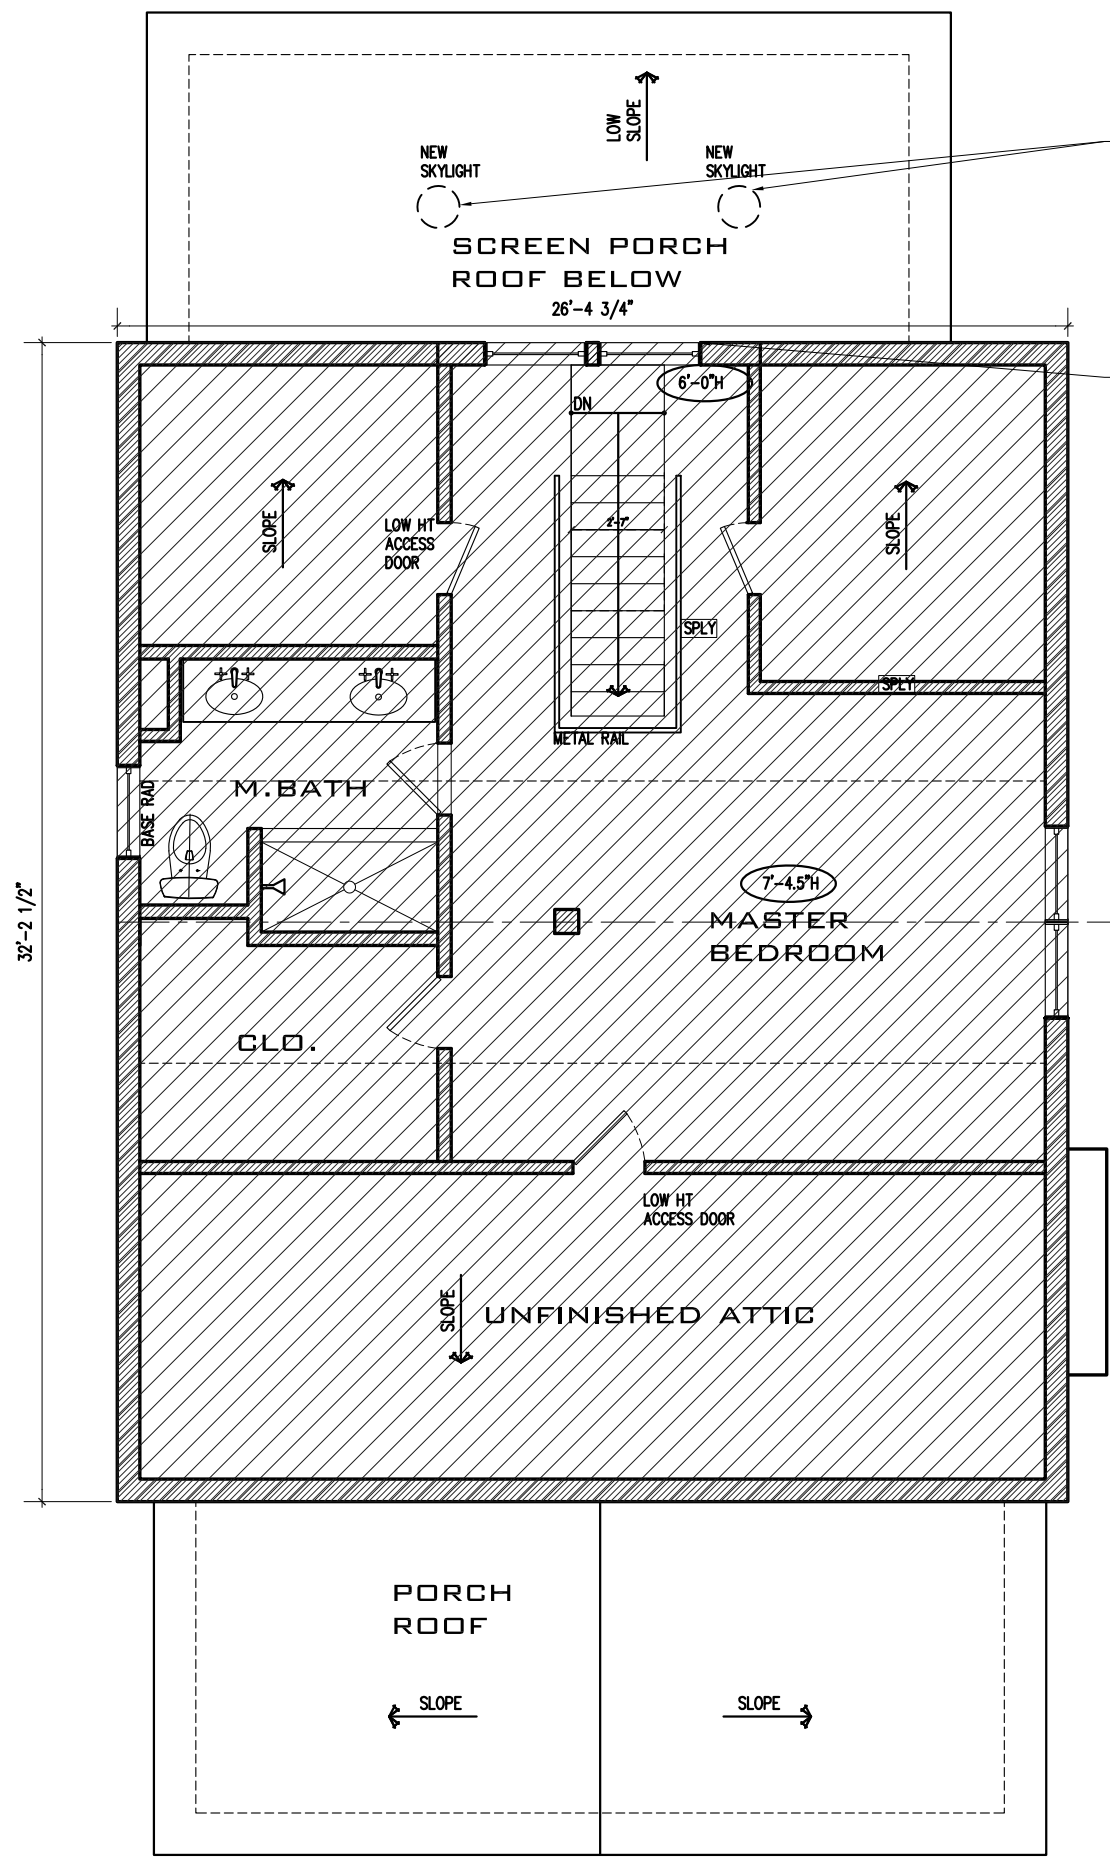 LOW
SLOPE
NEW
SKYLIGHT
NEW
SKYLIGHT
SCREEN PORCH
ROOF BELOW
26'-4 3/4"
6'-0"H
DN
SLOPE
LOW HT
ACCESS
DOOR
2'-7"
SLOPE
SPLY
SPLY
METAL RAIL
M.BATH
BASE RAD
7'-4.5"H
MASTER
BEDROOM
32'-2 1/2"
CLO.
LOW HT
ACCESS DOOR
SLOPE
UNFINISHED ATTIC
PORCH
ROOF
SLOPE
SLOPE